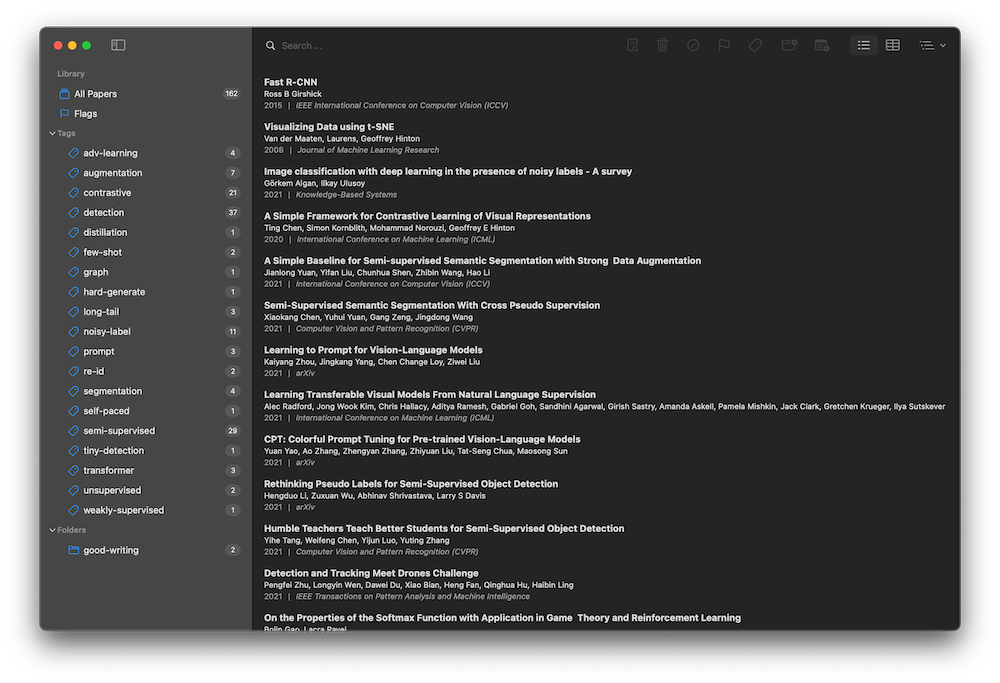 Search ...
Library
All Papers 162
Flags
Tags
adv-learning 4
augmentation 7
contrastive 21
detection 37
distillation 1
few-shot 2
graph 1
hard-generate 1
long-tail 3
noisy-label 11
prompt 3
re-id 2
segmentation 4
self-paced 1
semi-supervised 29
tiny-detection 1
transformer 3
unsupervised 2
weakly-supervised 1
Folders
good-writing 2
Fast R-CNN
Ross B Girshick
2015 | IEEE International Conference on Computer Vision (ICCV)
Visualizing Data using t-SNE
Van der Maaten, Laurens, Geoffrey Hinton
2008 | Journal of Machine Learning Research
Image classification with deep learning in the presence of noisy labels - A survey
Görkem Algan, Ilkay Ulusoy
2021 | Knowledge-Based Systems
A Simple Framework for Contrastive Learning of Visual Representations
Ting Chen, Simon Kornblith, Mohammad Norouzi, Geoffrey E Hinton
2020 | International Conference on Machine Learning (ICML)
A Simple Baseline for Semi-supervised Semantic Segmentation with Strong Data Augmentation
Jianlong Yuan, Yifan Liu, Chunhua Shen, Zhibin Wang, Hao Li
2021 | International Conference on Computer Vision (ICCV)
Semi-Supervised Semantic Segmentation With Cross Pseudo Supervision
Xiaokang Chen, Yuhui Yuan, Gang Zeng, Jingdong Wang
2021 | Computer Vision and Pattern Recognition (CVPR)
Learning to Prompt for Vision-Language Models
Kaiyang Zhou, Jingkang Yang, Chen Change Loy, Ziwei Liu
2021 | arXiv
Learning Transferable Visual Models From Natural Language Supervision
Alec Radford, Jong Wook Kim, Chris Hallacy, Aditya Ramesh, Gabriel Goh, Sandhini Agarwal, Girish Sastry, Amanda Askell, Pamela Mishkin, Jack Clark, Gretchen Krueger, Ilya Sutskever
2021 | International Conference on Machine Learning (ICML)
CPT: Colorful Prompt Tuning for Pre-trained Vision-Language Models
Yuan Yao, Ao Zhang, Zhengyan Zhang, Zhiyuan Liu, Tat-Seng Chua, Maosong Sun
2021 | arXiv
Rethinking Pseudo Labels for Semi-Supervised Object Detection
Hengduo Li, Zuxuan Wu, Abhinav Shrivastava, Larry S Davis
2021 | arXiv
Humble Teachers Teach Better Students for Semi-Supervised Object Detection
Yihe Tang, Weifeng Chen, Yijun Luo, Yuting Zhang
2021 | Computer Vision and Pattern Recognition (CVPR)
Detection and Tracking Meet Drones Challenge
Pengfei Zhu, Longyin Wen, Dawei Du, Xiao Bian, Heng Fan, Qinghua Hu, Haibin Ling
2021 | IEEE Transactions on Pattern Analysis and Machine Intelligence
On the Properties of the Softmax Function with Application in Game Theory and Reinforcement Learning
Bolin Gao, Lacra Pavel